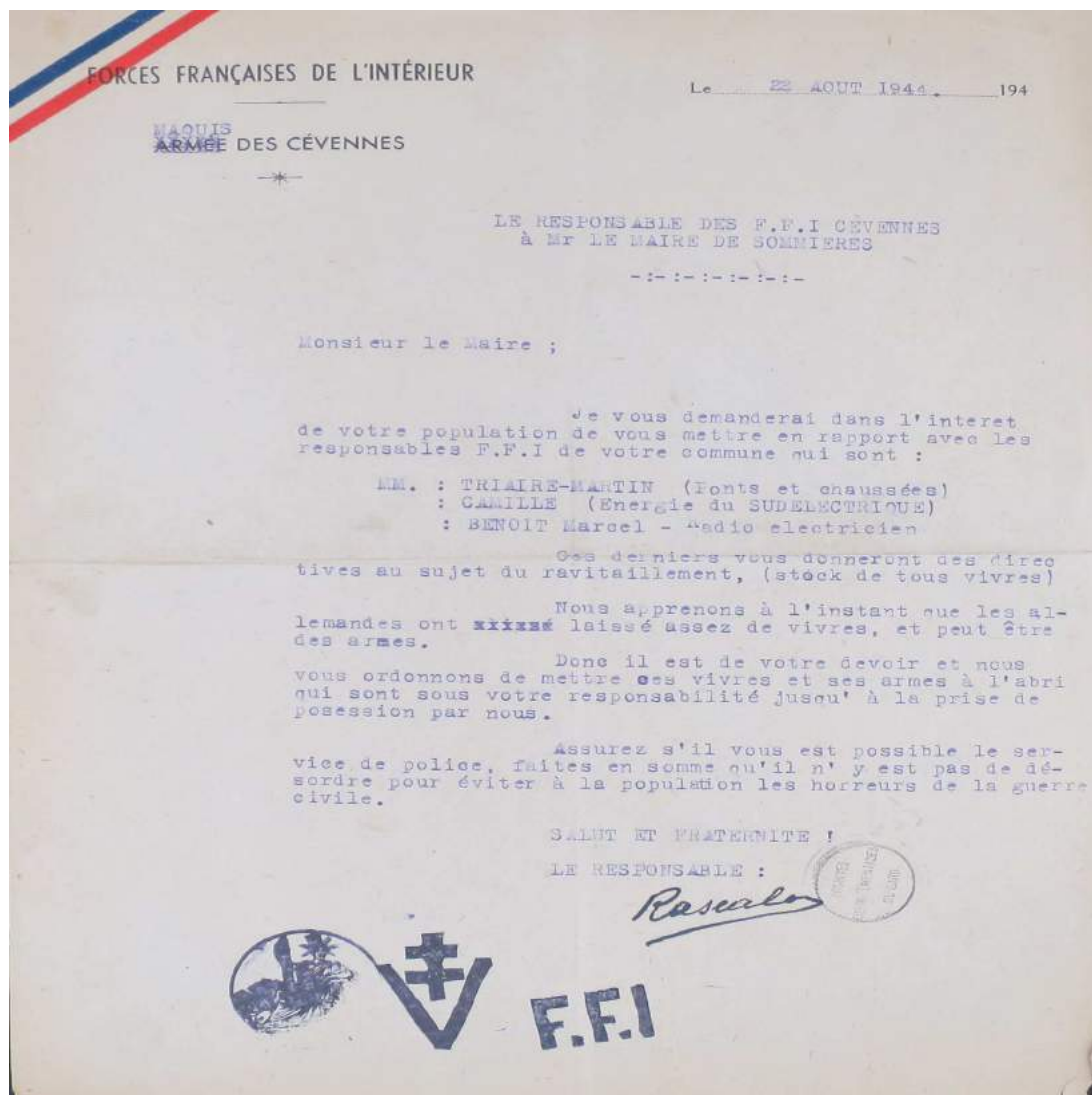 FORCES FRANÇAISES DE L'INTÉRIEUR
Le 22 AOUT 1944. 194
MAQUIS
ARMÉE DES CÉVENNES
LE RESPONSABLE DES F.F.I CÉVENNES
à Mr LE MAIRE DE SOMMIERES
-:-:-:-:-:-:-
Monsieur le Maire ;
Je vous demanderai dans l'interet
de votre population de vous mettre en rapport avec les
responsables F.F.I de votre commune qui sont :
MM. : TRIAIRE-MARTIN (Ponts et chaussées)
: CAMILLE (Energie du SUDELECTRIQUE)
: BENOIT Marcel - Radio electricien
Ces derniers vous donneront des direc
tives au sujet du ravitaillement, (stock de tous vivres)
Nous apprenons à l'instant que les al-
lemandes ont laissé assez de vivres, et peut être
des armes.
Donc il est de votre devoir et nous
vous ordonnons de mettre ces vivres et ses armes à l'abri
qui sont sous votre responsabilité jusqu' à la prise de
posession par nous.
Assurez s'il vous est possible le ser-
vice de police, faites en somme qu'il n' y est pas de dé-
sordre pour éviter à la population les horreurs de la guerre
civile.
SALUT ET FRATERNITE !
LE RESPONSABLE :
Rascalon
F.F.I